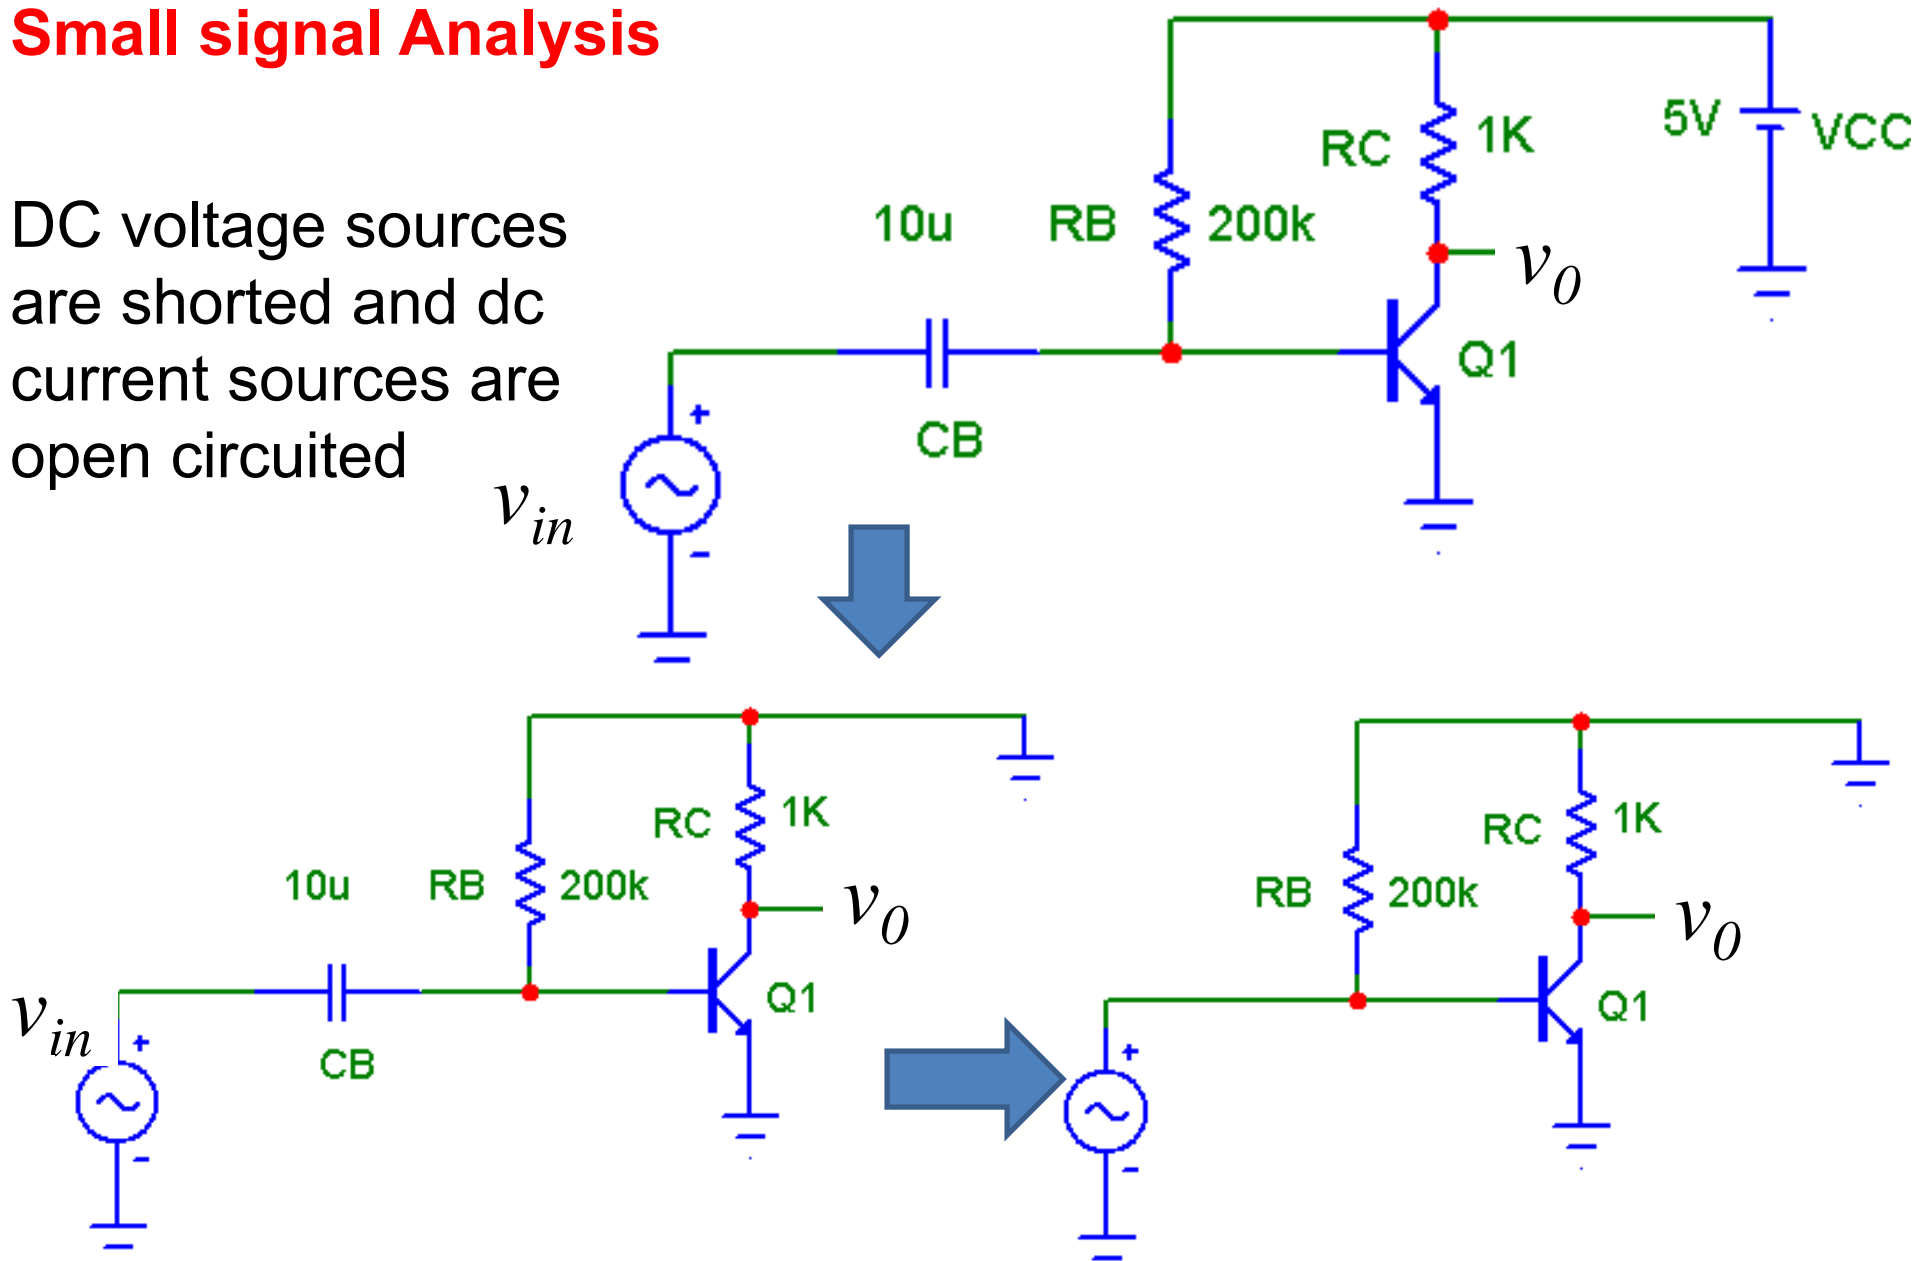 Small signal Analysis
DC voltage sources
are shorted and dc
current sources are
open circuited
RC 1K
5V VCC
10u RB 200k
v0
Q1
CB
vin
+
-
RC 1K
10u RB 200k
v0
Q1
vin
CB
+
-
RC 1K
RB 200k
v0
Q1
+
-